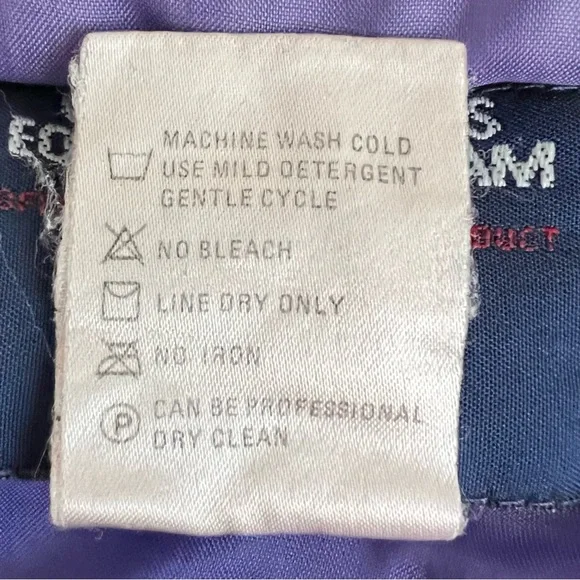 MACHINE WASH COLD
USE MILD DETERGENT
GENTLE CYCLE
NO BLEACH
LINE DRY ONLY
NO IRON
P CAN BE PROFESSIONAL
DRY CLEAN